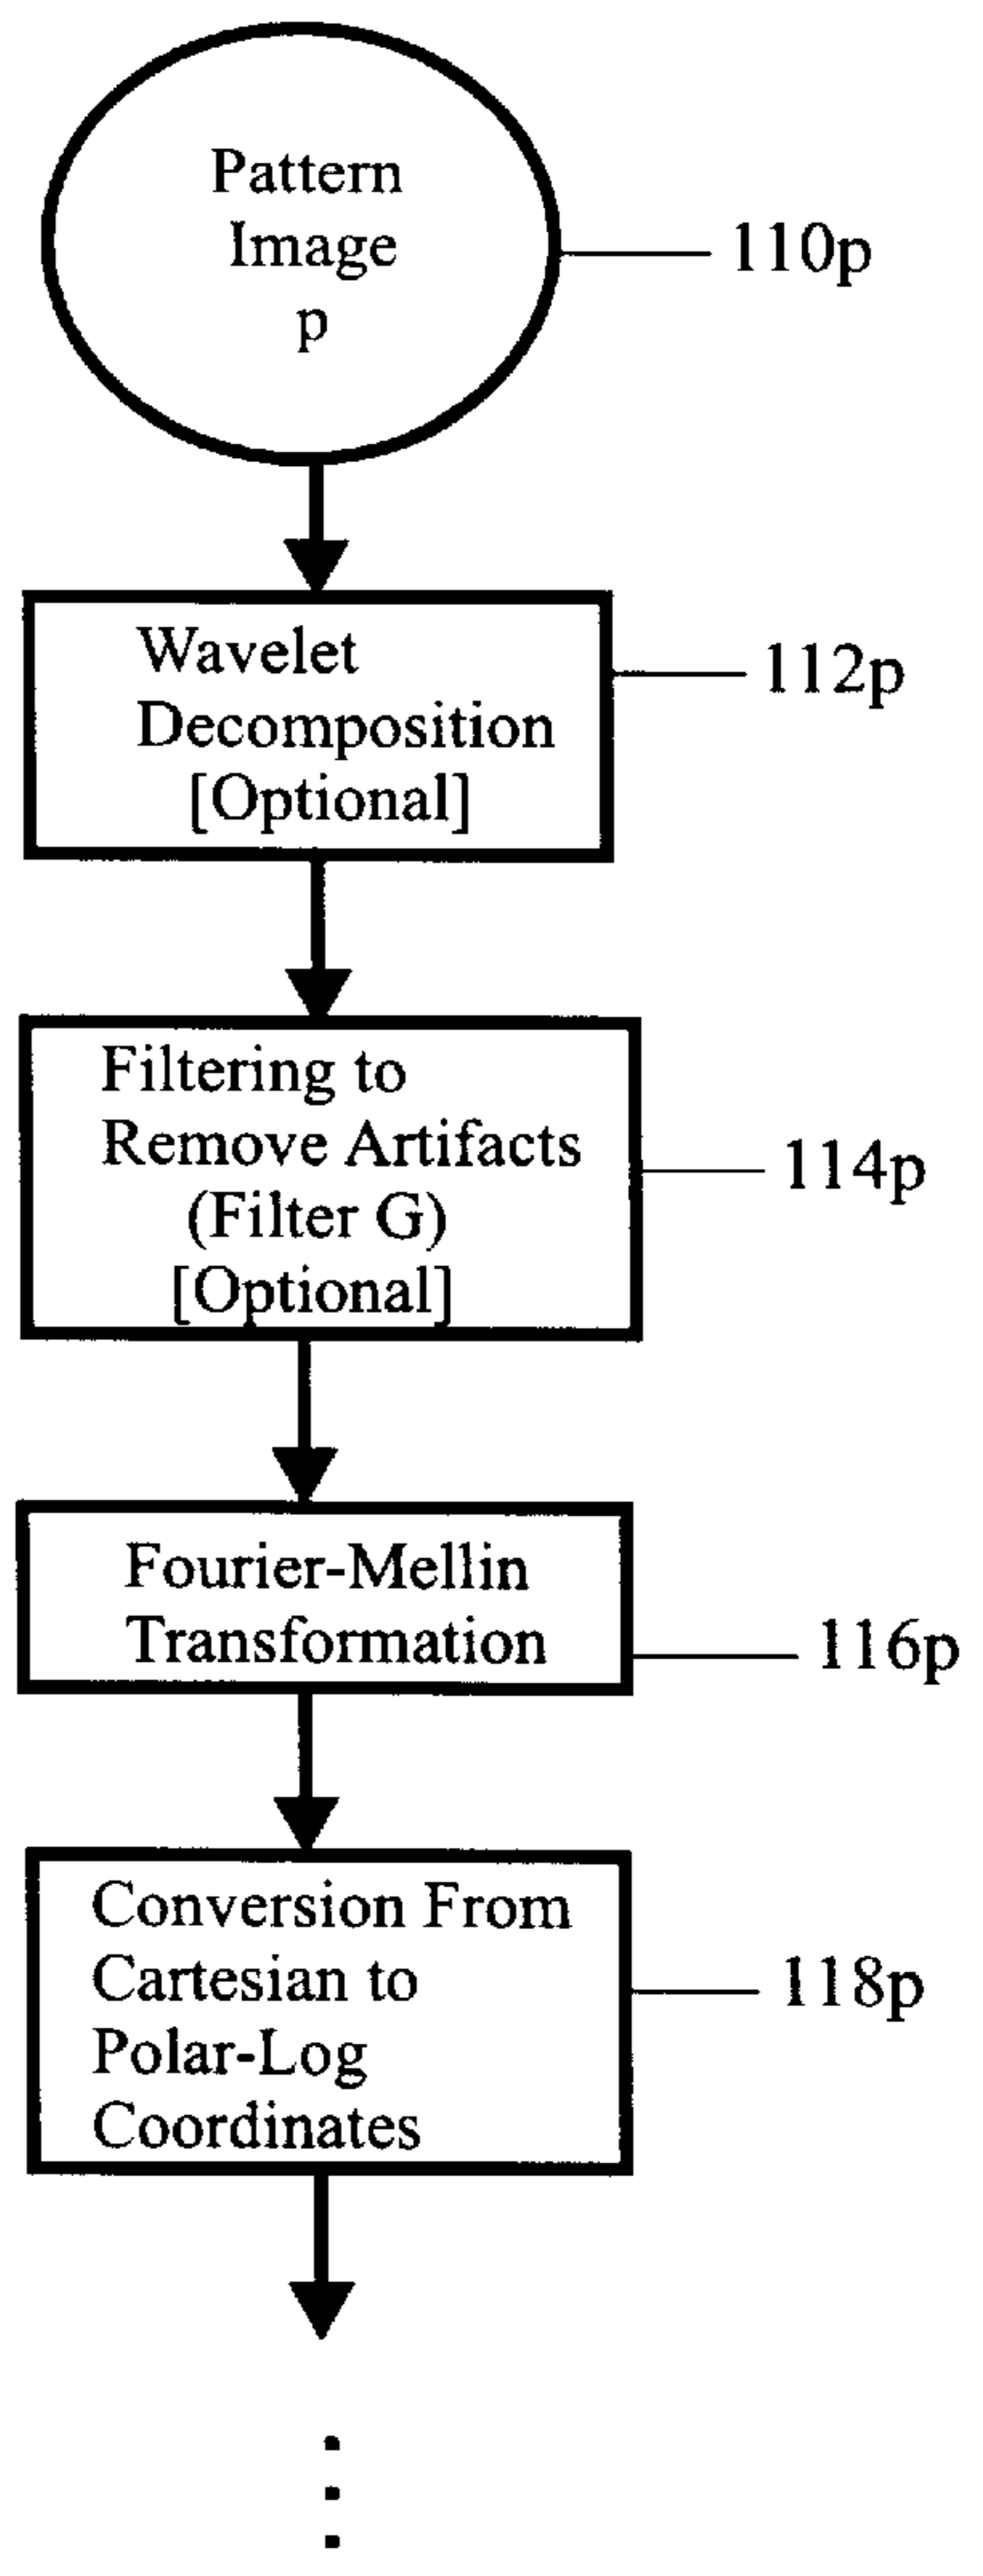 Pattern
Image
p
110p
Wavelet
Decomposition
[Optional]
112p
Filtering to
Remove Artifacts
(Filter G)
[Optional]
114p
Fourier-Mellin
Transformation
116p
Conversion From
Cartesian to
Polar-Log
Coordinates
118p